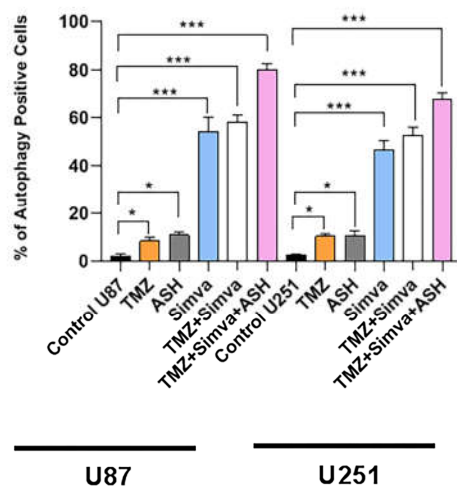 % of Autophagy Positive Cells
100
80
60
40
20
0
***
***
***
*
*
***
***
***
*
*
Control U87
TMZ
ASH
Simva
TMZ+Simva
TMZ+Simva+ASH
Control U251
TMZ
ASH
Simva
TMZ+Simva
TMZ+Simva+ASH
U87
U251